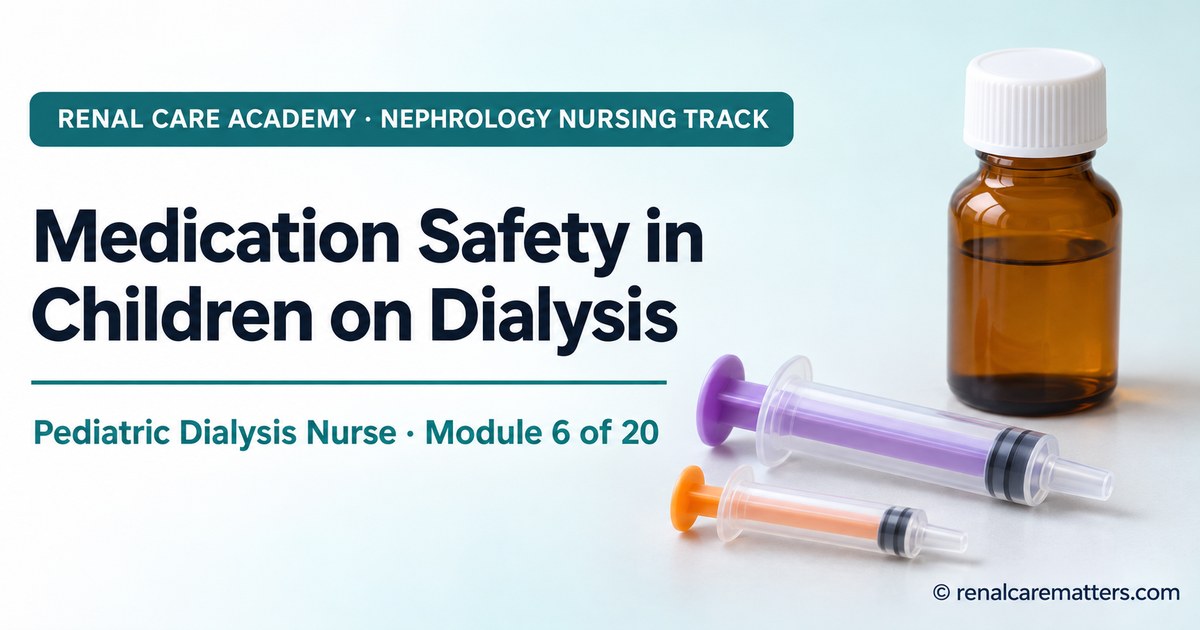 RENAL CARE ACADEMY · NEPHROLOGY NURSING TRACK
Medication Safety in
Children on Dialysis
Pediatric Dialysis Nurse · Module 6 of 20
© renalcarematters.com